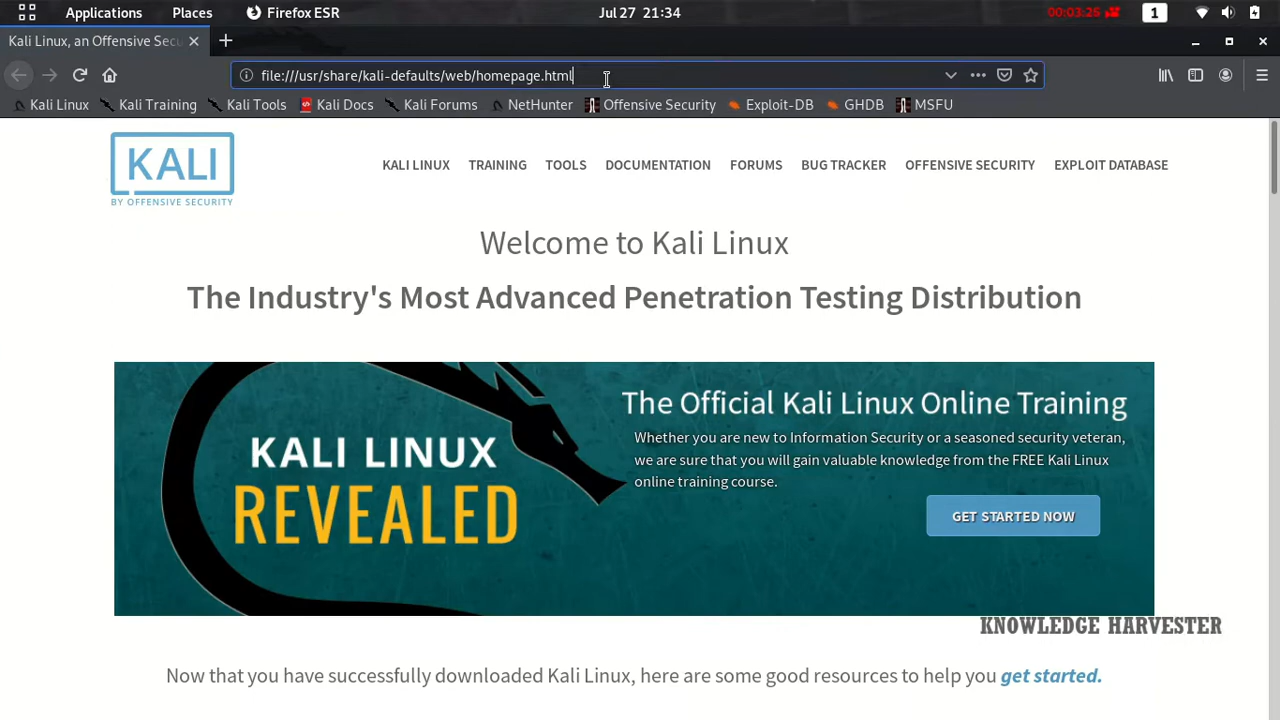 Applications Places Firefox ESR Jul 27 21:34 00:03:25 1
Kali Linux, an Offensive Secu
file:///usr/share/kali-defaults/web/homepage.html
Kali Linux Kali Training Kali Tools Kali Docs Kali Forums NetHunter Offensive Security Exploit-DB GHDB MSFU
KALI
BY OFFENSIVE SECURITY
KALI LINUX TRAINING TOOLS DOCUMENTATION FORUMS BUG TRACKER OFFENSIVE SECURITY EXPLOIT DATABASE
Welcome to Kali Linux
The Industry's Most Advanced Penetration Testing Distribution
KALI LINUX
REVEALED
The Official Kali Linux Online Training
Whether you are new to Information Security or a seasoned security veteran,
we are sure that you will gain valuable knowledge from the FREE Kali Linux
online training course.
GET STARTED NOW
KNOWLEDGE HARVESTER
Now that you have successfully downloaded Kali Linux, here are some good resources to help you get started.